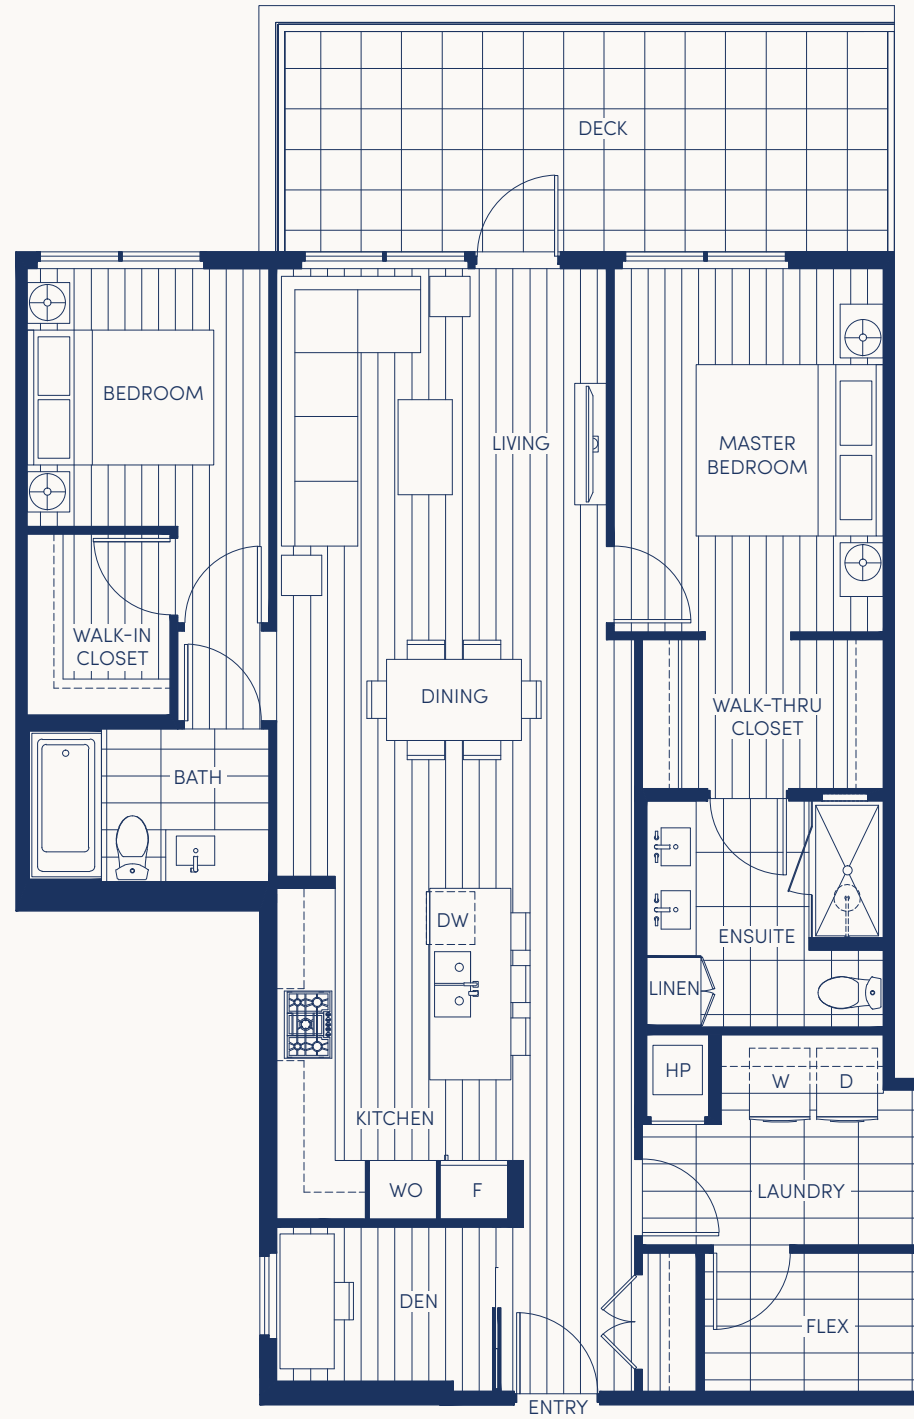 DECK
BEDROOM
LIVING
MASTER
BEDROOM
WALK-IN
CLOSET
DINING
WALK-THRU
CLOSET
BATH
DW
ENSUITE
LINEN
HP
W
D
KITCHEN
WO
F
LAUNDRY
DEN
FLEX
ENTRY